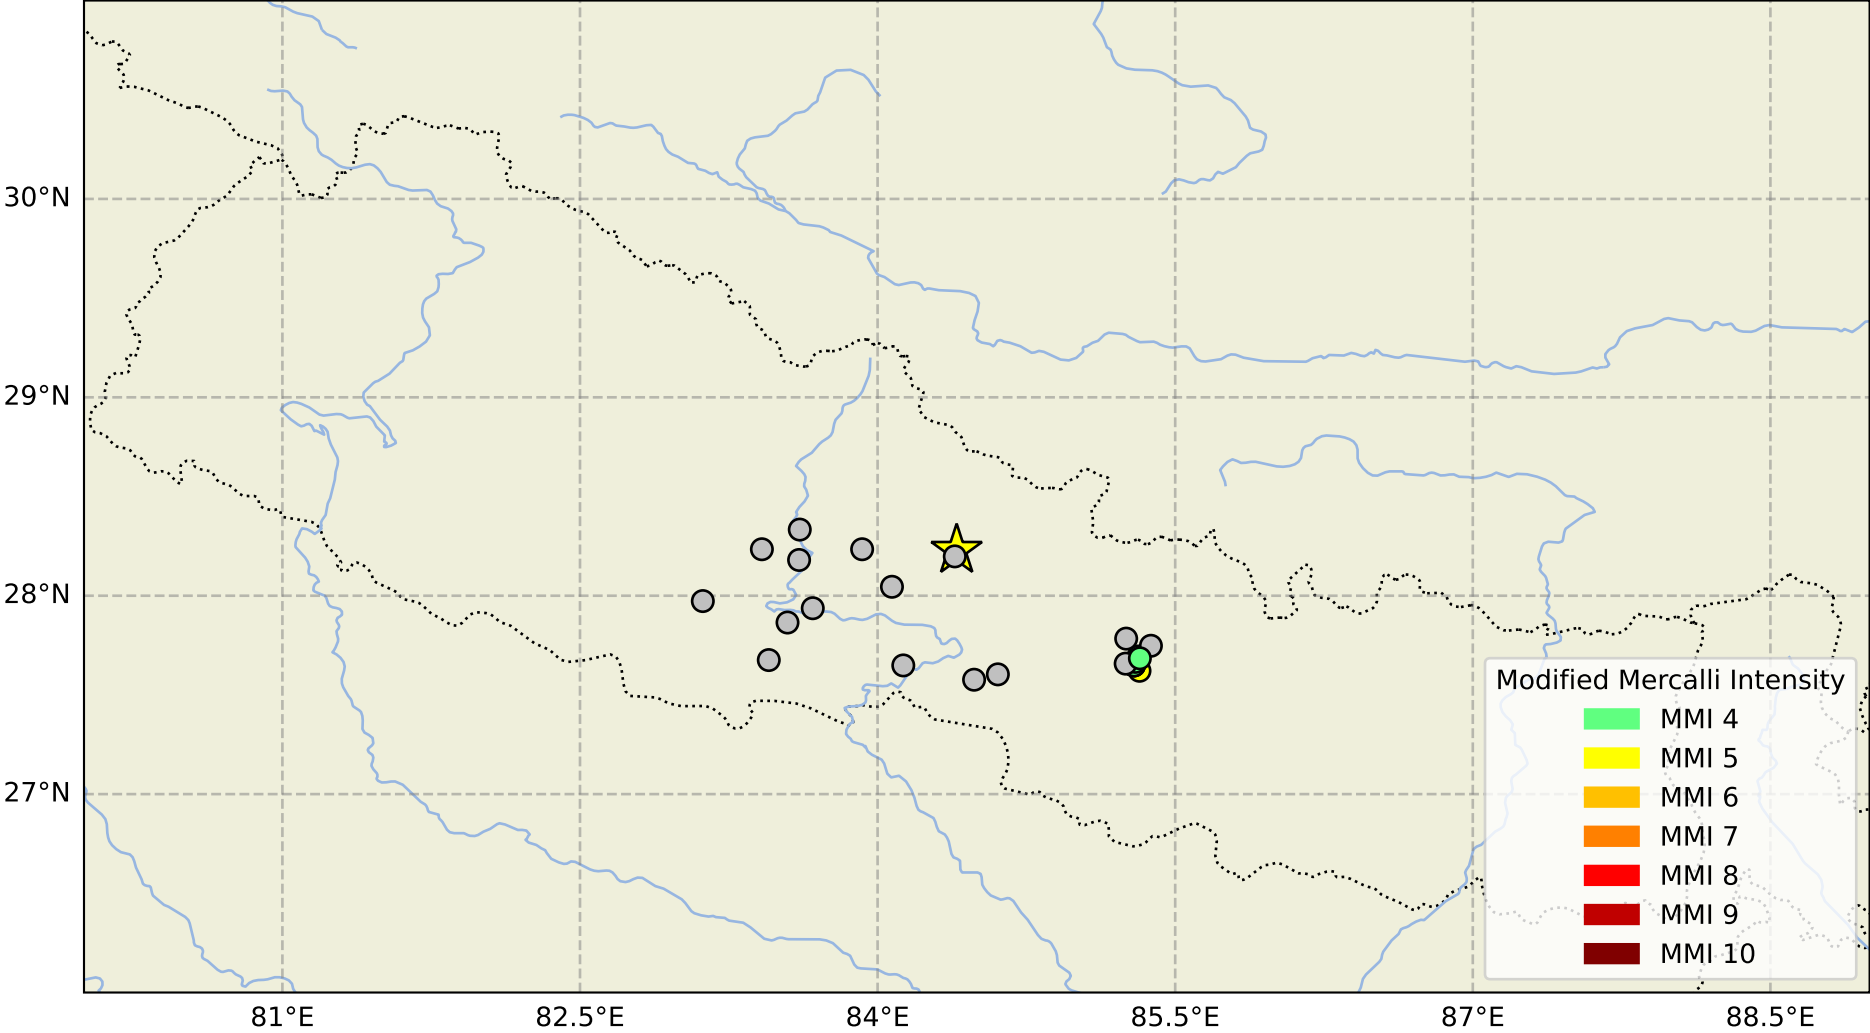 30°N
29°N
28°N
27°N
Modified Mercalli Intensity
MMI 4
MMI 5
MMI 6
MMI 7
MMI 8
MMI 9
MMI 10
81°E 82.5°E 84°E 85.5°E 87°E 88.5°E